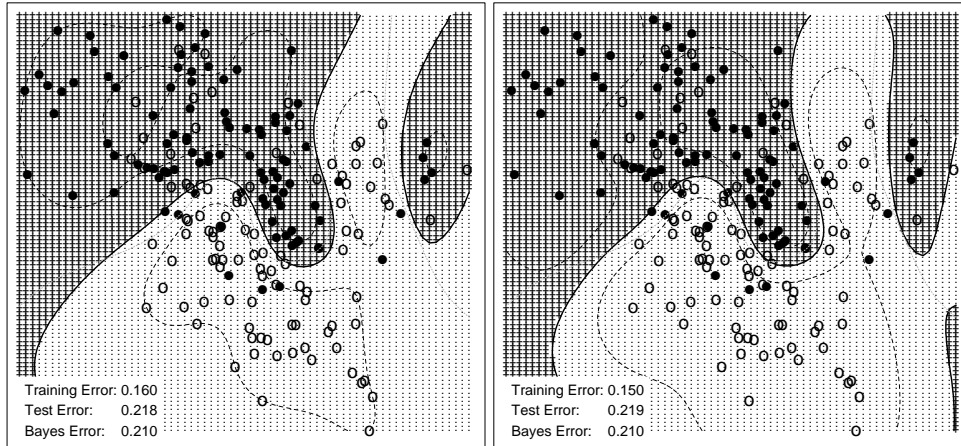 Training Error: 0.160
Test Error: 0.218
Bayes Error: 0.210
Training Error: 0.150
Test Error: 0.219
Bayes Error: 0.210